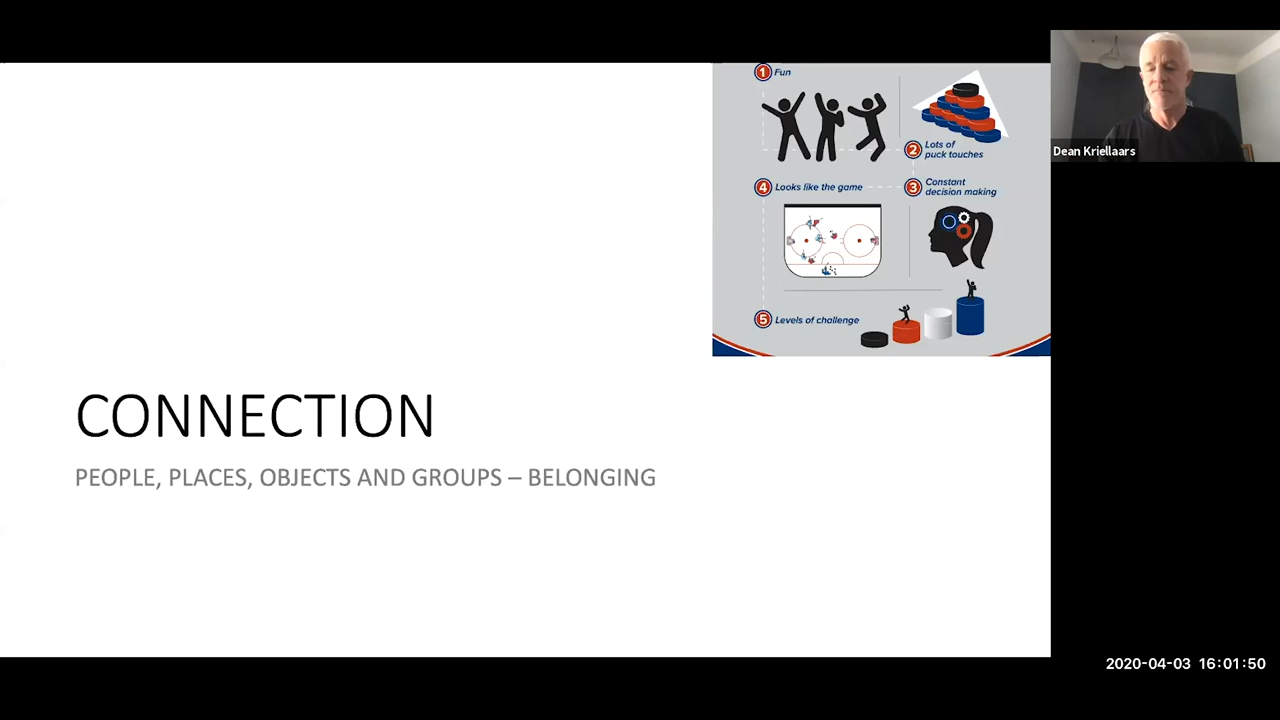 1 Fun
2 Lots of
puck touches
4 Looks like the game
3 Constant
decision making
5 Levels of challenge
Dean Kriellaars
CONNECTION
PEOPLE, PLACES, OBJECTS AND GROUPS – BELONGING
2020-04-03 16:01:50